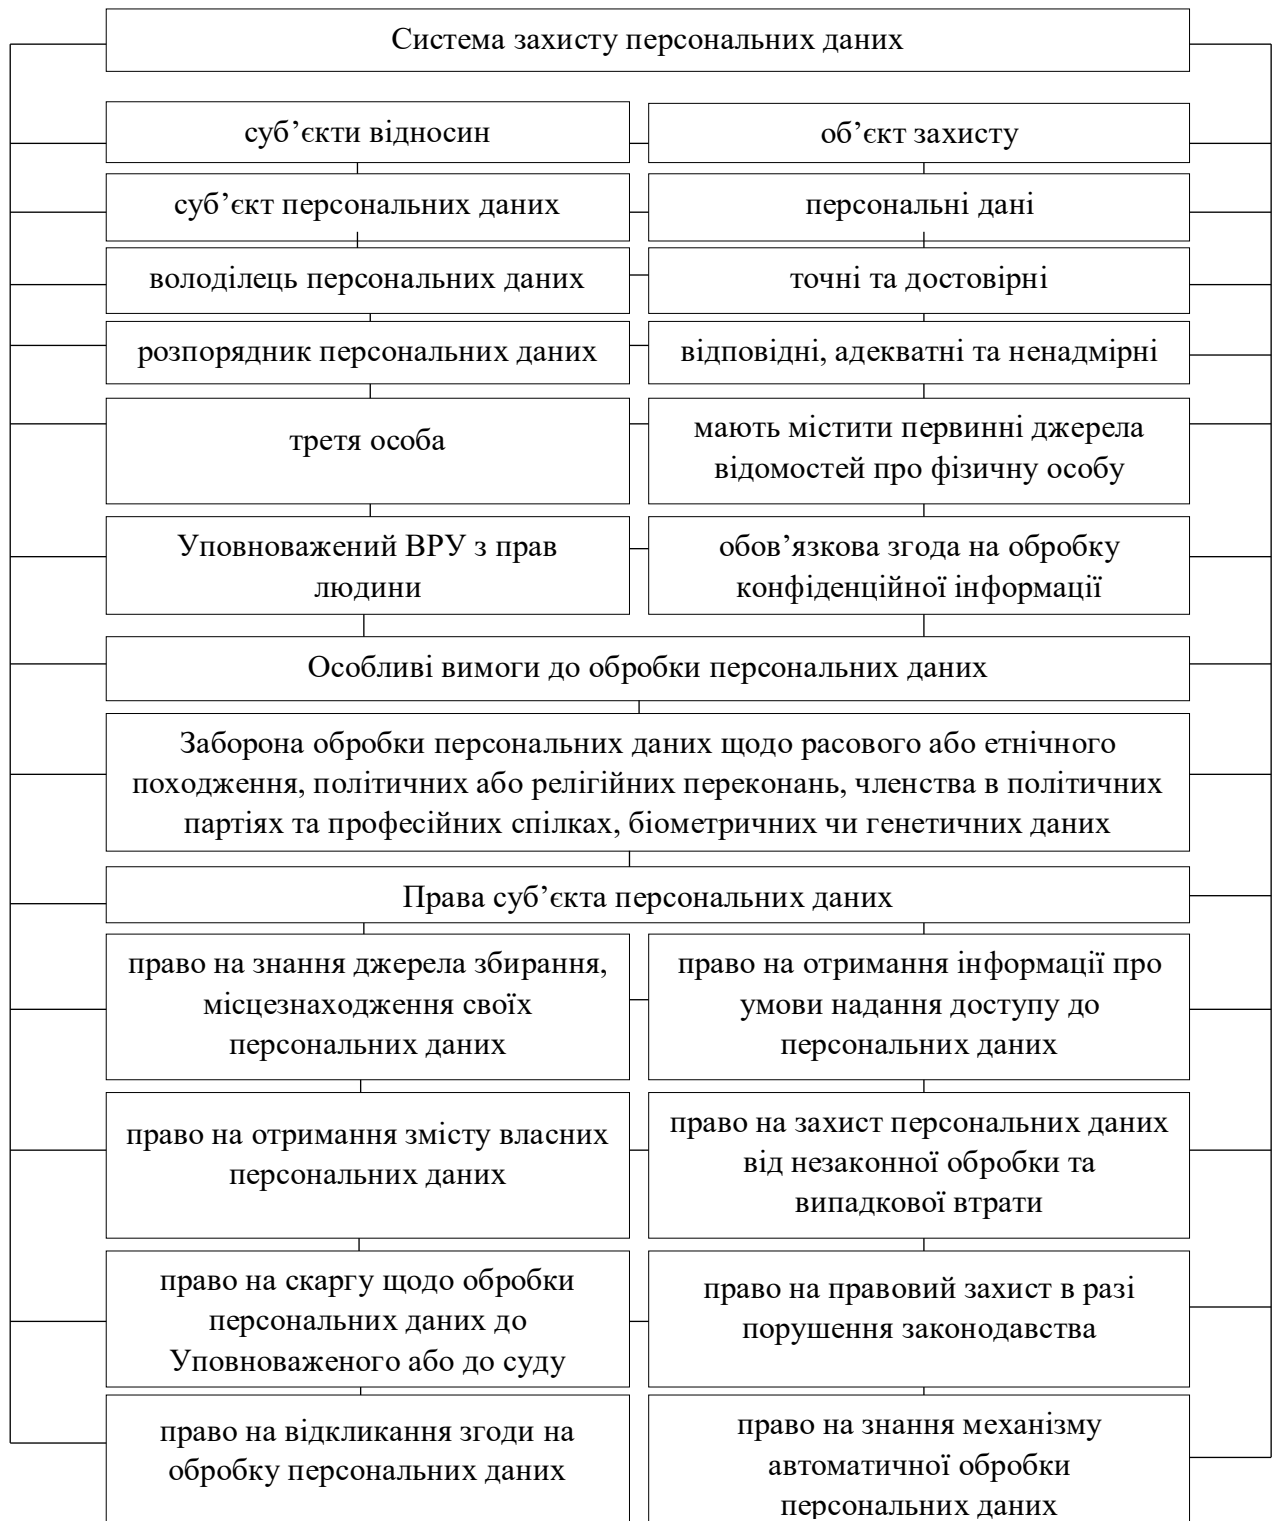 Система захисту персональних даних
суб’єкти відносин
об’єкт захисту
суб’єкт персональних даних
персональні дані
володілець персональних даних
точні та достовірні
розпорядник персональних даних
відповідні, адекватні та ненадмірні
третя особа
мають містити первинні джерела
відомостей про фізичну особу
Уповноважений ВРУ з прав
людини
обов’язкова згода на обробку
конфіденційної інформації
Особливі вимоги до обробки персональних даних
Заборона обробки персональних даних щодо расового або етнічного
походження, політичних або релігійних переконань, членства в політичних
партіях та професійних спілках, біометричних чи генетичних даних
Права суб’єкта персональних даних
право на знання джерела збирання,
місцезнаходження своїх
персональних даних
право на отримання інформації про
умови надання доступу до
персональних даних
право на отримання змісту власних
персональних даних
право на захист персональних даних
від незаконної обробки та
випадкової втрати
право на скаргу щодо обробки
персональних даних до
Уповноваженого або до суду
право на правовий захист в разі
порушення законодавства
право на відкликання згоди на
обробку персональних даних
право на знання механізму
автоматичної обробки
персональних даних